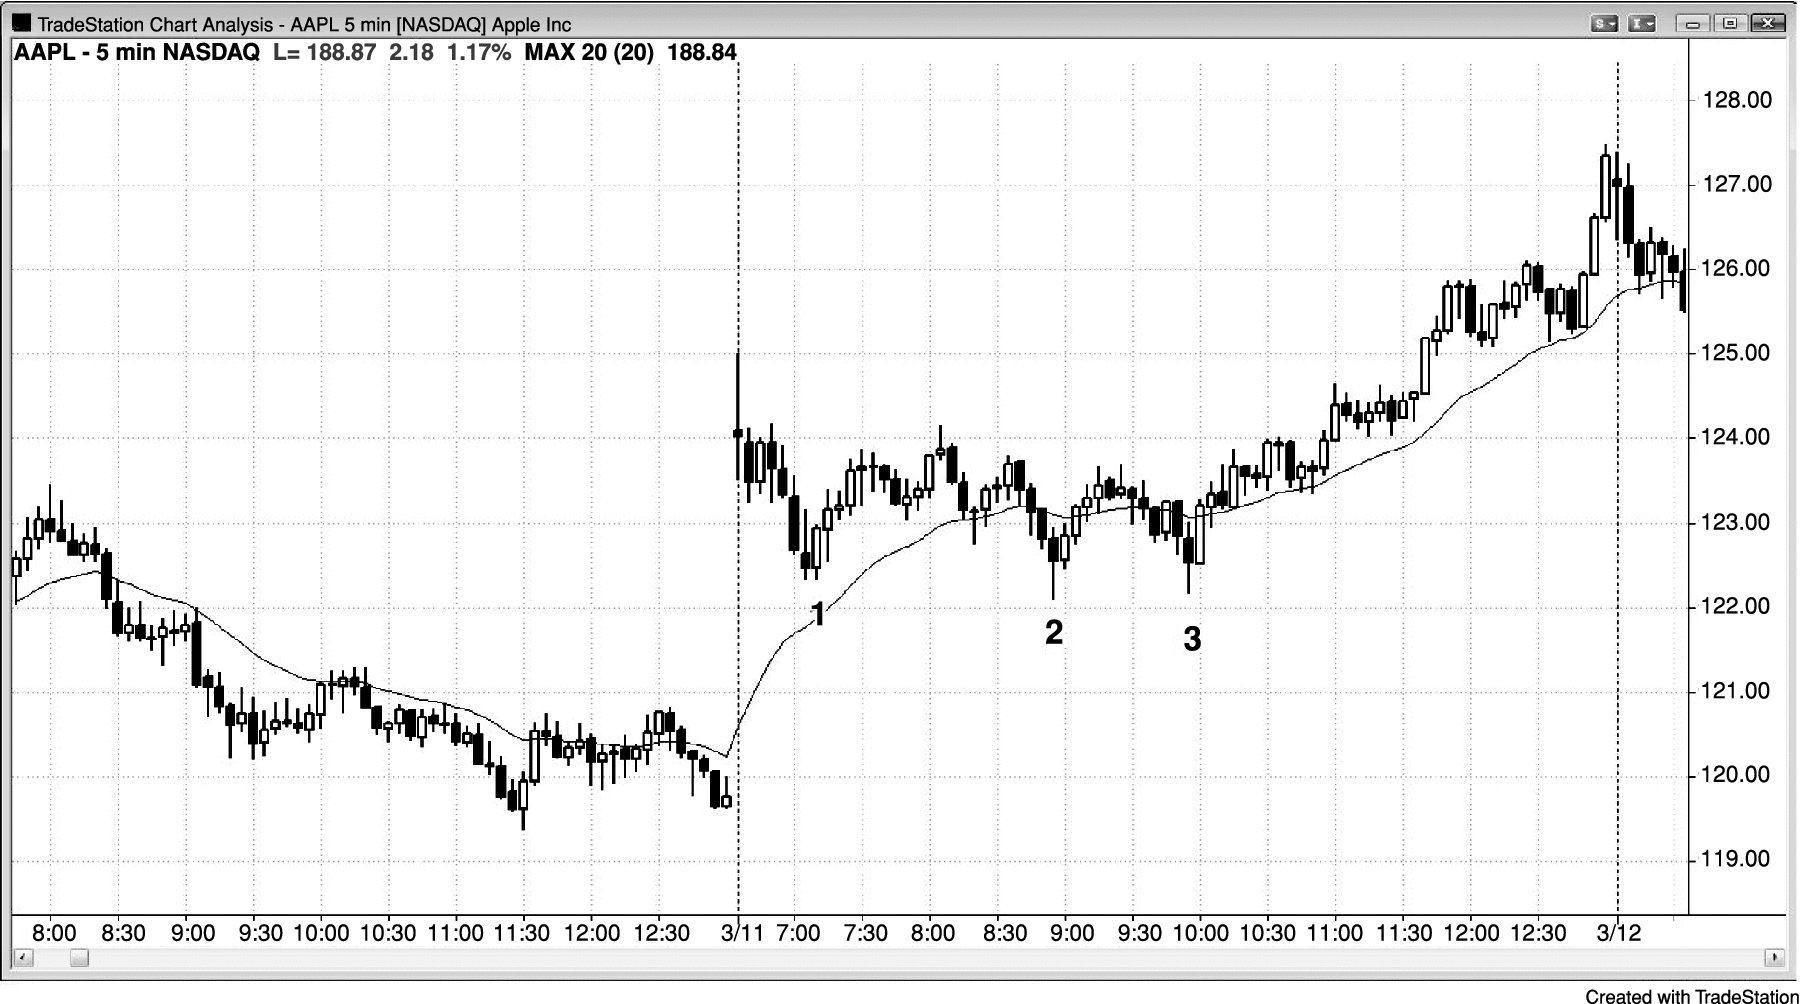 TradeStation Chart Analysis - AAPL 5 min [NASDAQ] Apple Inc
S
I
AAPL - 5 min NASDAQ L= 188.87 2.18 1.17% MAX 20 (20) 188.84
128.00
127.00
126.00
125.00
124.00
123.00
122.00
121.00
120.00
119.00
1
2
3
8:00 8:30 9:00 9:30 10:00 10:30 11:00 11:30 12:00 12:30 3/11 7:00 7:30 8:00 8:30 9:00 9:30 10:00 10:30 11:00 11:30 12:00 12:30 3/12
Created with TradeStation